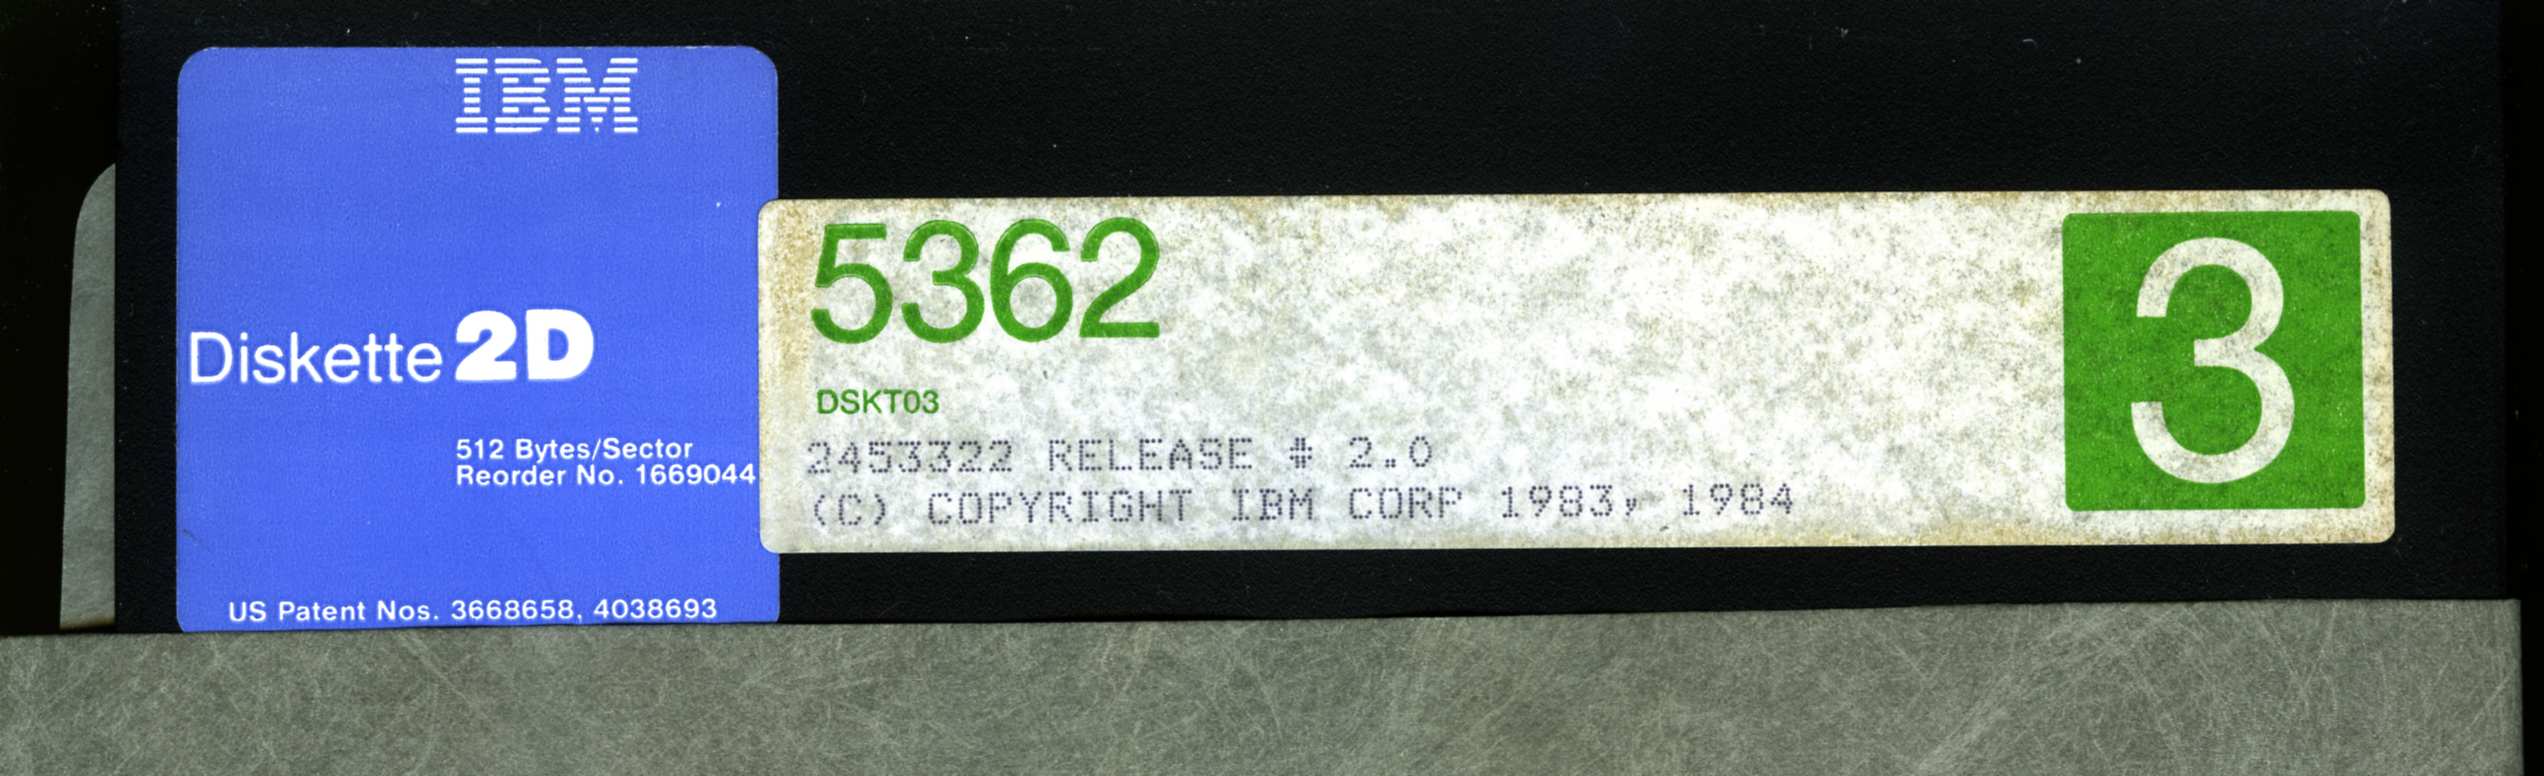 IBM
Diskette 2D
512 Bytes/Sector
Reorder No. 1669044
US Patent Nos. 3668658, 4038693
5362
DSKT03
2453322 RELEASE # 2.0
(C) COPYRIGHT IBM CORP 1983, 1984
3